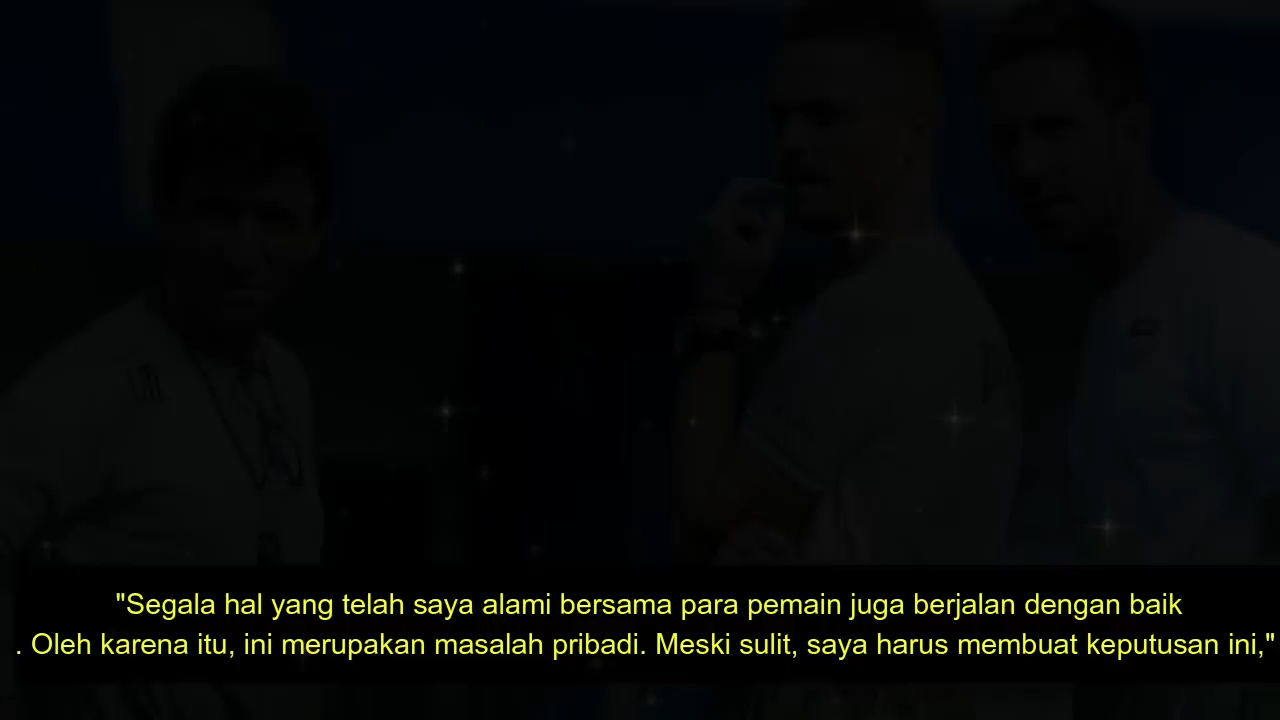 "Segala hal yang telah saya alami bersama para pemain juga berjalan dengan baik
. Oleh karena itu, ini merupakan masalah pribadi. Meski sulit, saya harus membuat keputusan ini,"